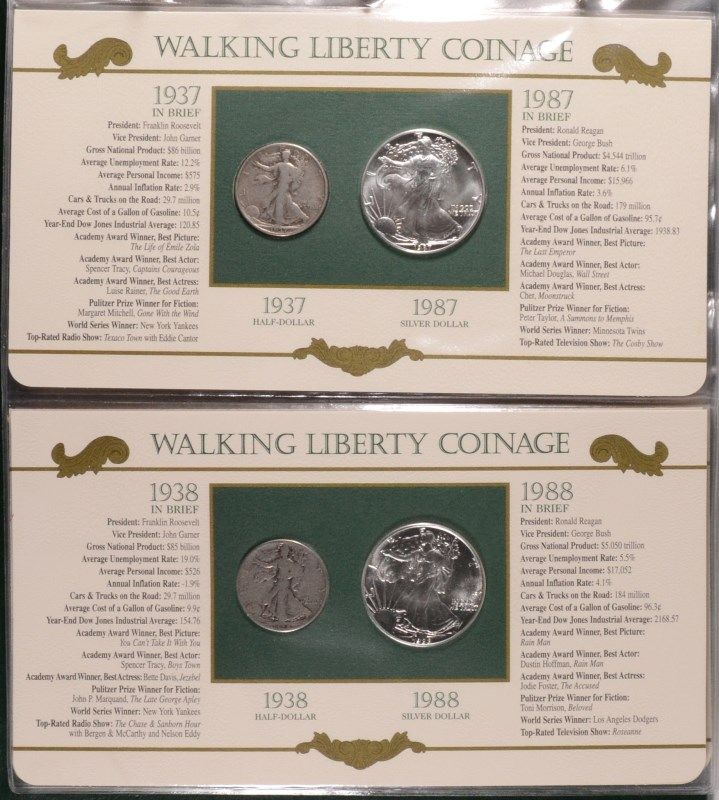 WALKING LIBERTY COINAGE
1937
IN BRIEF
President: Franklin Roosevelt
Vice President: John Garner
Gross National Product: $86 billion
Average Unemployment Rate: 12.2%
Average Personal Income: $575
Annual Inflation Rate: 2.9%
Cars & Trucks on the Road: 29.7 million
Average Cost of a Gallon of Gasoline: 10.5¢
Year-End Dow Jones Industrial Average: 120.85
Academy Award Winner, Best Picture:
The Life of Emile Zola
Academy Award Winner, Best Actor:
Spencer Tracy, Captains Courageous
Academy Award Winner, Best Actress:
Luise Rainer, The Good Earth
Pulitzer Prize Winner for Fiction:
Margaret Mitchell, Gone With the Wind
World Series Winner: New York Yankees
Top-Rated Radio Show: Texaco Town with Eddie Cantor
1937
HALF-DOLLAR
1987
SILVER DOLLAR
1987
IN BRIEF
President: Ronald Reagan
Vice President: George Bush
Gross National Product: $4.544 trillion
Average Unemployment Rate: 6.1%
Average Personal Income: $15,966
Annual Inflation Rate: 3.6%
Cars & Trucks on the Road: 179 million
Average Cost of a Gallon of Gasoline: 95.7¢
Year-End Dow Jones Industrial Average: 1938.83
Academy Award Winner, Best Picture:
The Last Emperor
Academy Award Winner, Best Actor:
Michael Douglas, Wall Street
Academy Award Winner, Best Actress:
Cher, Moonstruck
Pulitzer Prize Winner for Fiction:
Peter Taylor, A Summons to Memphis
World Series Winner: Minnesota Twins
Top-Rated Television Show: The Cosby Show
WALKING LIBERTY COINAGE
1938
IN BRIEF
President: Franklin Roosevelt
Vice President: John Garner
Gross National Product: $85 billion
Average Unemployment Rate: 19.0%
Average Personal Income: $526
Annual Inflation Rate: -1.9%
Cars & Trucks on the Road: 29.7 million
Average Cost of a Gallon of Gasoline: 9.9¢
Year-End Dow Jones Industrial Average: 154.76
Academy Award Winner, Best Picture:
You Can't Take It With You
Academy Award Winner, Best Actor:
Spencer Tracy, Boys Town
Academy Award Winner, Best Actress: Bette Davis, Jezebel
Pulitzer Prize Winner for Fiction:
John P. Marquand, The Late George Apley
World Series Winner: New York Yankees
Top-Rated Radio Show: The Chase & Sanborn Hour
with Bergen & McCarthy and Nelson Eddy
1938
HALF-DOLLAR
1988
SILVER DOLLAR
1988
IN BRIEF
President: Ronald Reagan
Vice President: George Bush
Gross National Product: $5.050 trillion
Average Unemployment Rate: 5.5%
Average Personal Income: $17,052
Annual Inflation Rate: 4.1%
Cars & Trucks on the Road: 184 million
Average Cost of a Gallon of Gasoline: 96.3¢
Year-End Dow Jones Industrial Average: 2168.57
Academy Award Winner, Best Picture:
Rain Man
Academy Award Winner, Best Actor:
Dustin Hoffman, Rain Man
Academy Award Winner, Best Actress:
Jodie Foster, The Accused
Pulitzer Prize Winner for Fiction:
Toni Morrison, Beloved
World Series Winner: Los Angeles Dodgers
Top-Rated Television Show: Roseanne